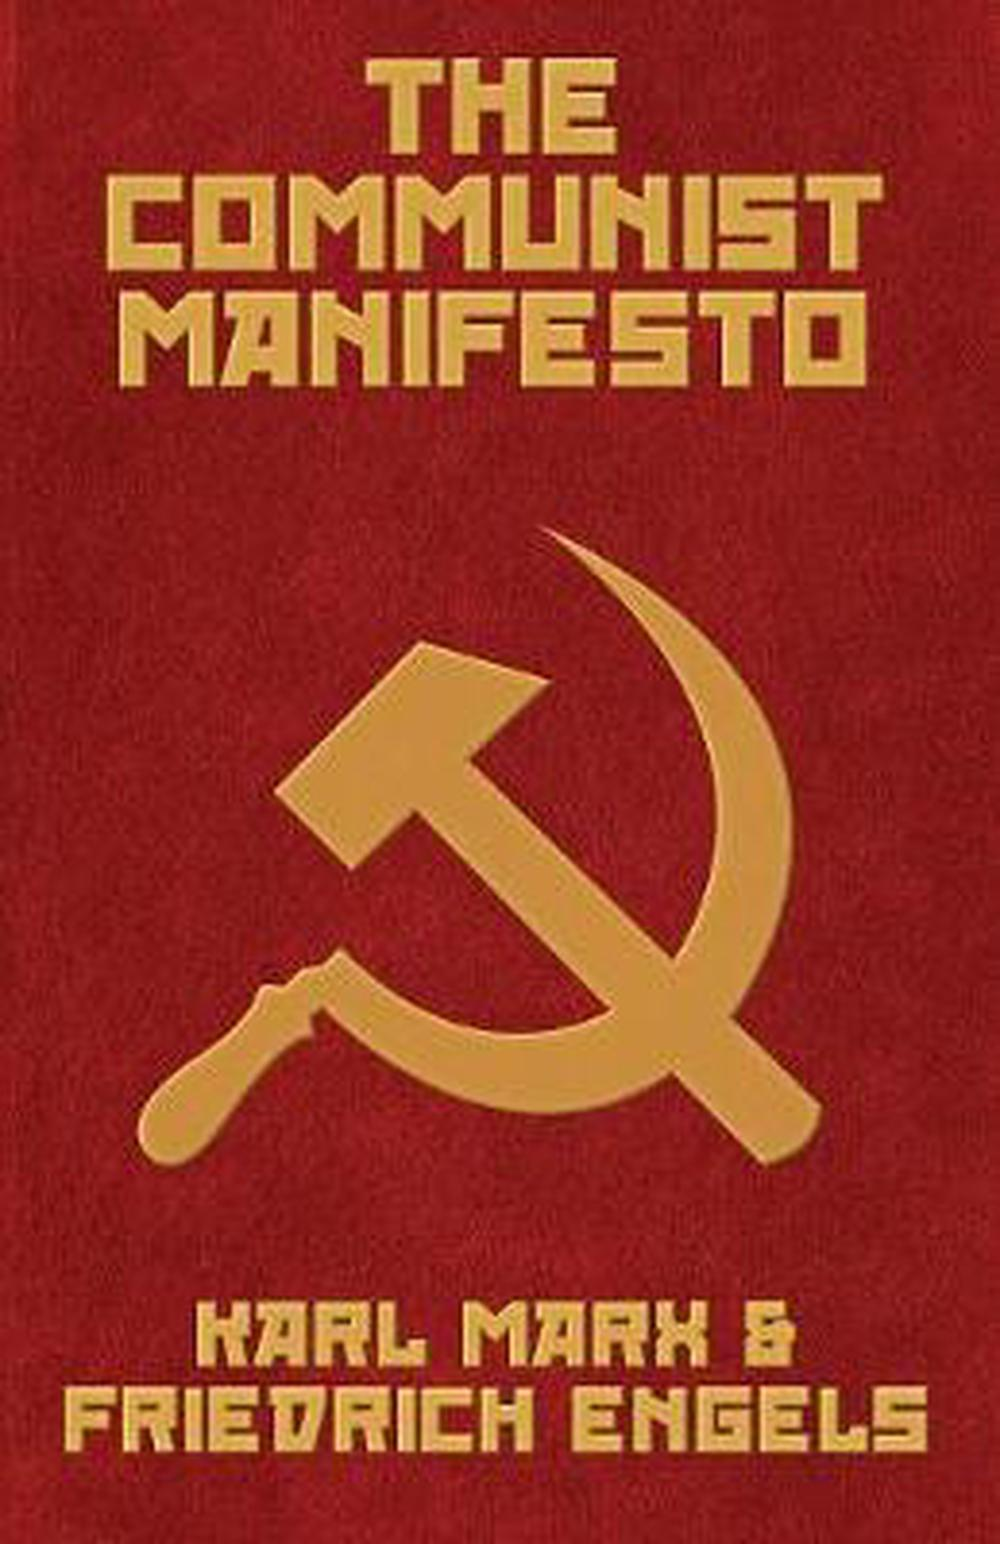 THE
COMMUNIST
MANIFESTO
KARL MARX &
FRIEDRICH ENGELS